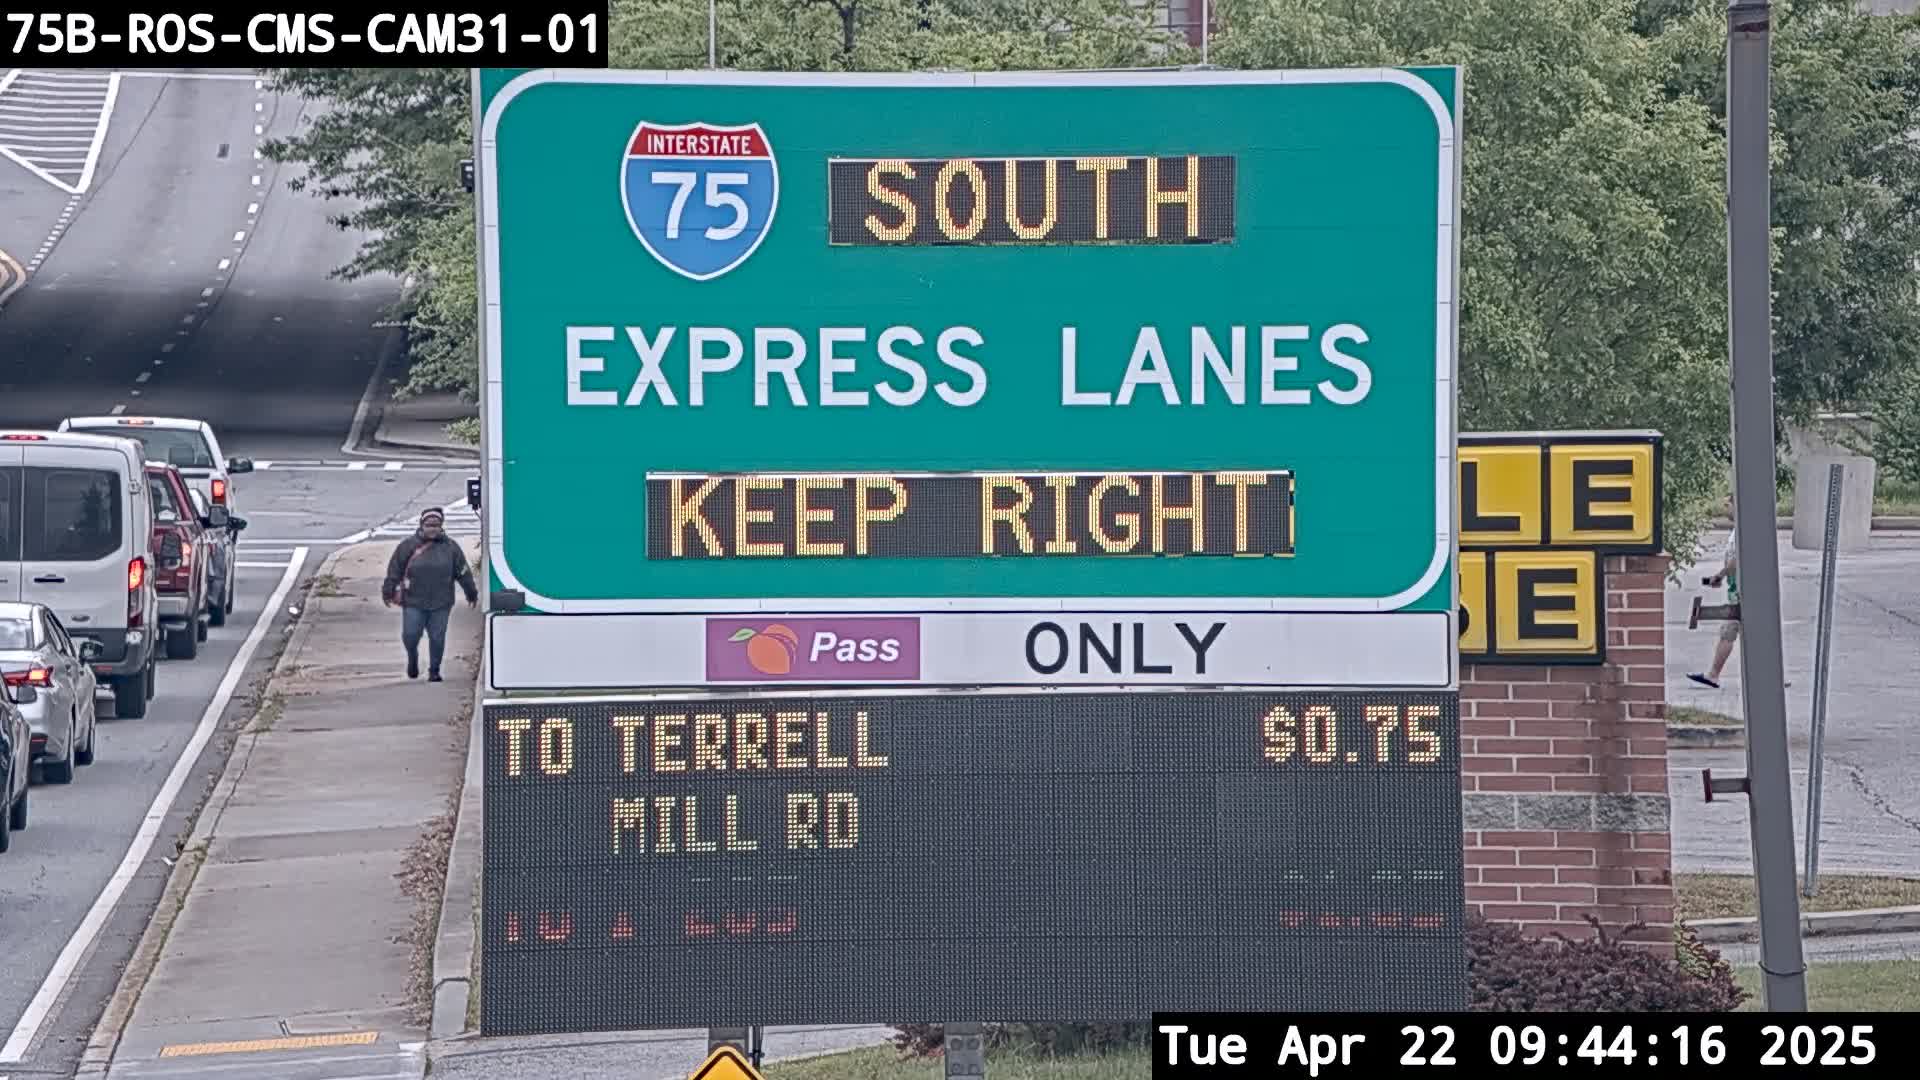 75B-ROS-CMS-CAM31-01
INTERSTATE
75
SOUTH
EXPRESS LANES
KEEP RIGHT
Pass ONLY
TO TERRELL $0.75
MILL RD
LE
E
Tue Apr 22 09:44:16 2025